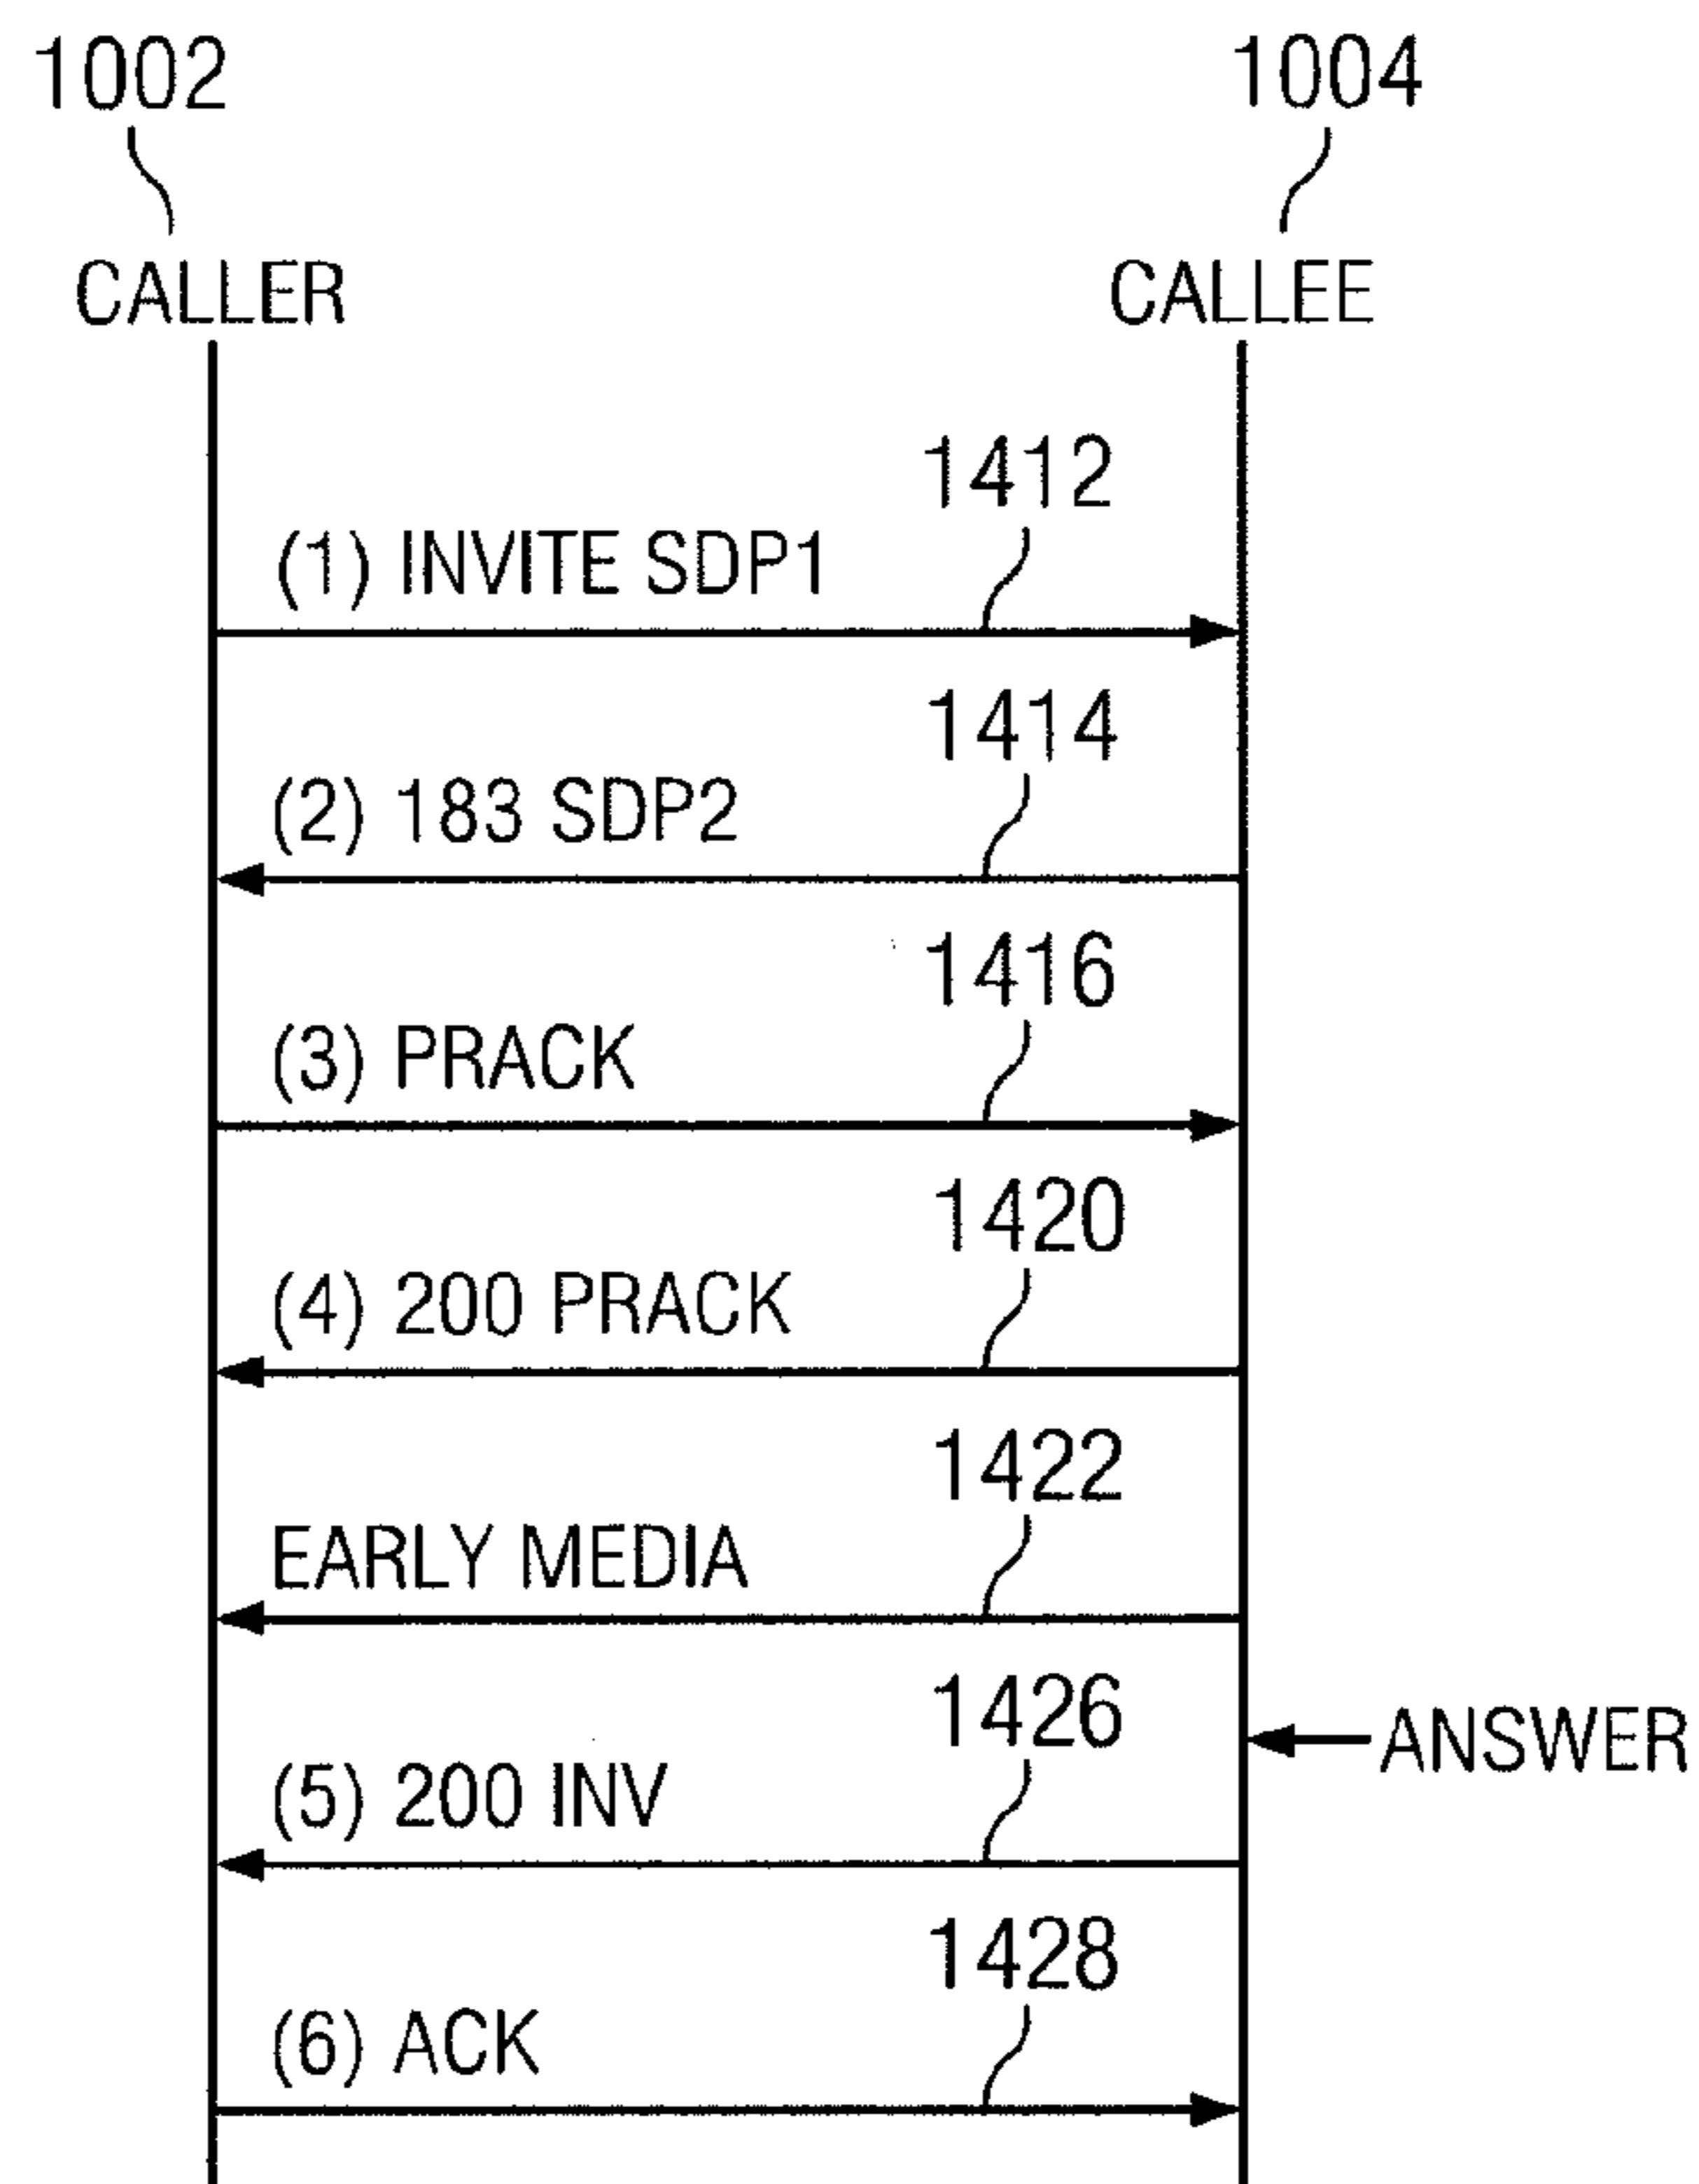 1002
1004
CALLER
CALLEE
1412
(1) INVITE SDP1
1414
(2) 183 SDP2
1416
(3) PRACK
1420
(4) 200 PRACK
1422
EARLY MEDIA
1426
ANSWER
(5) 200 INV
1428
(6) ACK